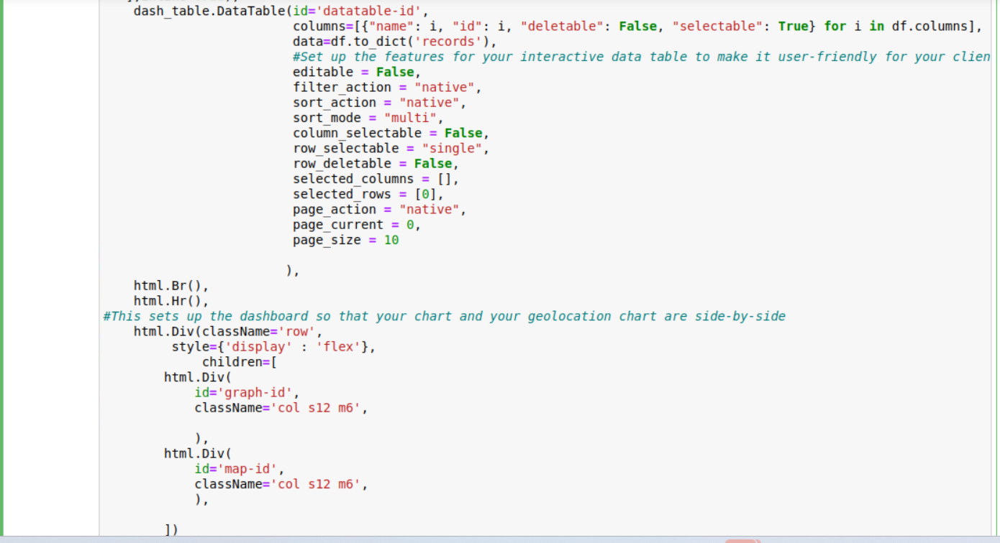 dash_table.DataTable(id='datatable-id',
columns=[{"name": i, "id": i, "deletable": False, "selectable": True} for i in df.columns],
data=df.to_dict('records'),
#Set up the features for your interactive data table to make it user-friendly for your clien
editable = False,
filter_action = "native",
sort_action = "native",
sort_mode = "multi",
column_selectable = False,
row_selectable = "single",
row_deletable = False,
selected_columns = [],
selected_rows = [0],
page_action = "native",
page_current = 0,
page_size = 10
),
html.Br(),
html.Hr(),
#This sets up the dashboard so that your chart and your geolocation chart are side-by-side
html.Div(className='row',
style={'display' : 'flex'},
children=[
html.Div(
id='graph-id',
className='col s12 m6',
),
html.Div(
id='map-id',
className='col s12 m6',
),
])